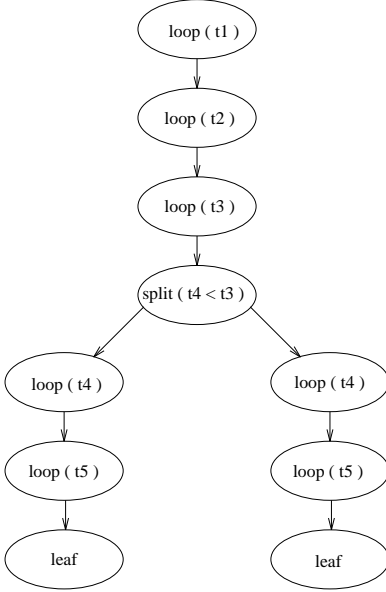 loop ( t1 )
loop ( t2 )
loop ( t3 )
split ( t4 < t3 )
loop ( t4 )
loop ( t4 )
loop ( t5 )
loop ( t5 )
leaf
leaf